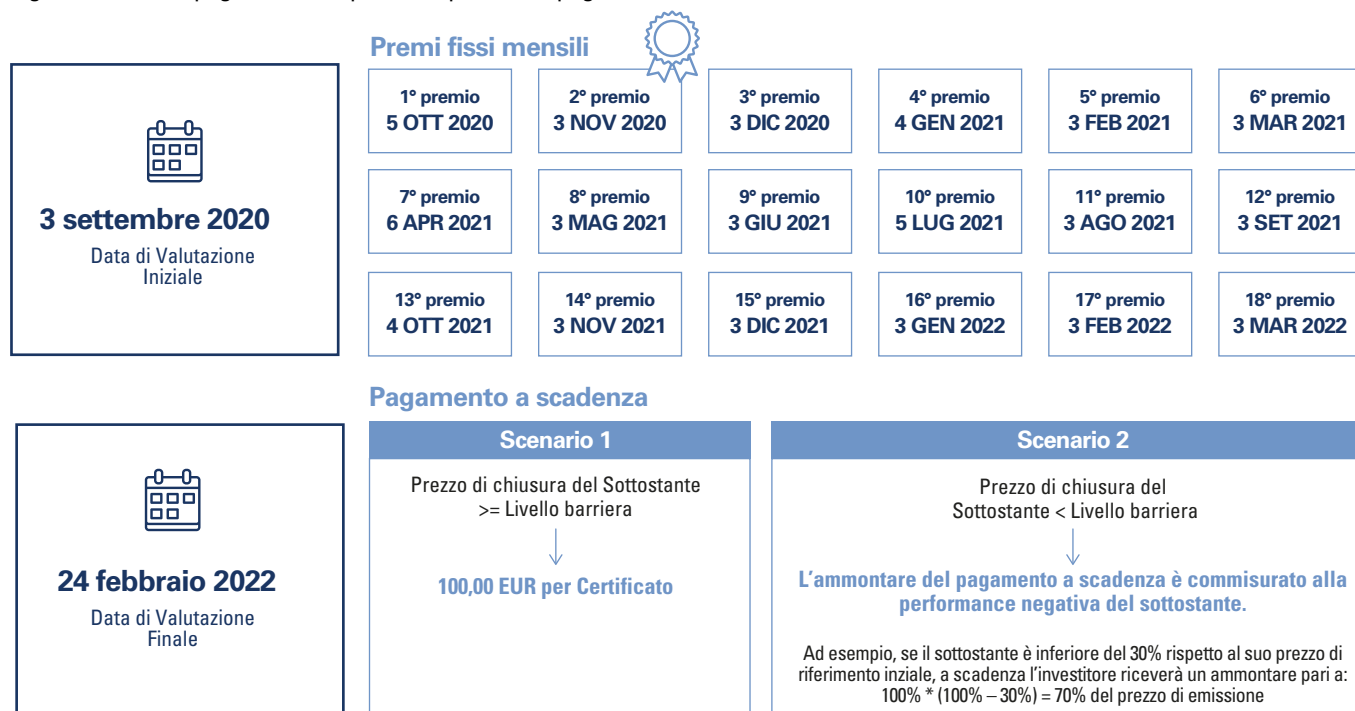 Premi fissi mensili
1° premio
5 OTT 2020
2° premio
3 NOV 2020
3° premio
3 DIC 2020
4° premio
4 GEN 2021
5° premio
3 FEB 2021
6° premio
3 MAR 2021
7° premio
6 APR 2021
8° premio
3 MAG 2021
9° premio
3 GIU 2021
10° premio
5 LUG 2021
11° premio
3 AGO 2021
12° premio
3 SET 2021
13° premio
4 OTT 2021
14° premio
3 NOV 2021
15° premio
3 DIC 2021
16° premio
3 GEN 2022
17° premio
3 FEB 2022
18° premio
3 MAR 2022
3 settembre 2020
Data di Valutazione
Iniziale
Pagamento a scadenza
24 febbraio 2022
Data di Valutazione
Finale
Scenario 1
Prezzo di chiusura del Sottostante
>= Livello barriera
100,00 EUR per Certificato
Scenario 2
Prezzo di chiusura del
Sottostante < Livello barriera
L'ammontare del pagamento a scadenza è commisurato alla
performance negativa del sottostante.
Ad esempio, se il sottostante è inferiore del 30% rispetto al suo prezzo di
riferimento iniziale, a scadenza l'investitore riceverà un ammontare pari a:
100% * (100% – 30%) = 70% del prezzo di emissione